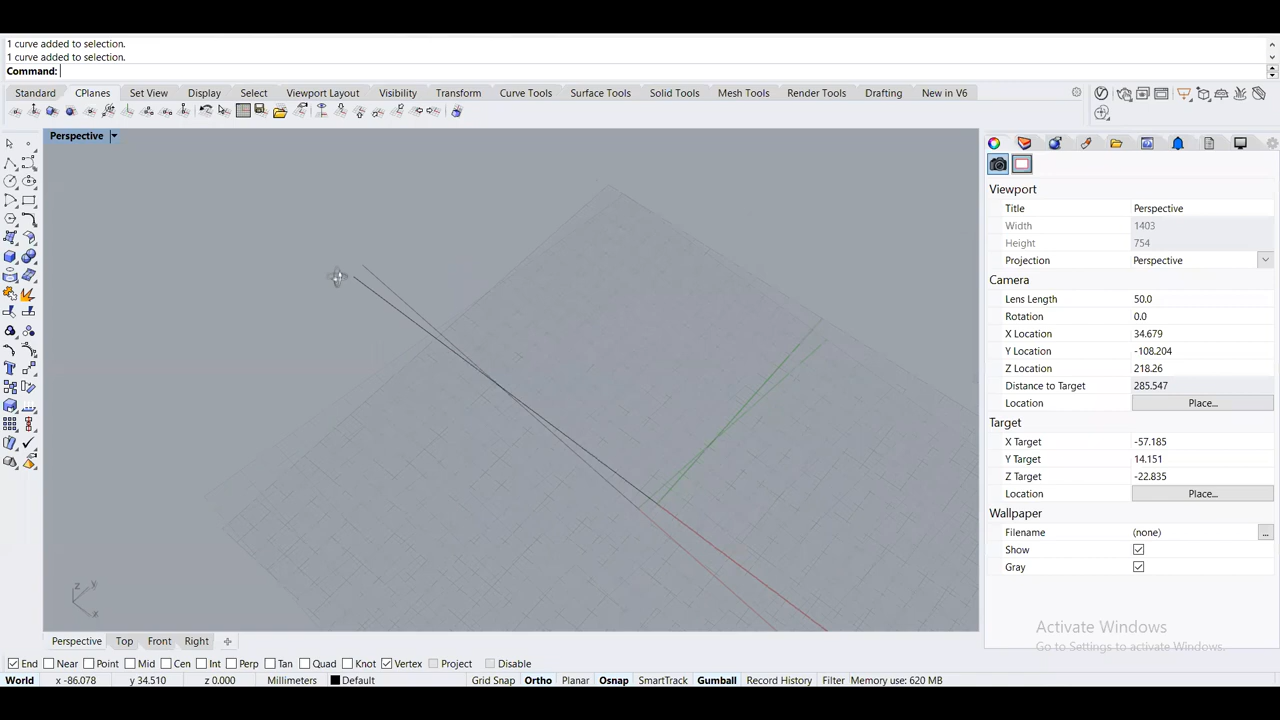 1 curve added to selection.
1 curve added to selection.
Command:
Standard CPlanes Set View Display Select Viewport Layout Visibility Transform Curve Tools Surface Tools Solid Tools Mesh Tools Render Tools Drafting New in V6
Perspective
Viewport
Title Perspective
Width 1403
Height 754
Projection Perspective
Camera
Lens Length 50.0
Rotation 0.0
X Location 34.679
Y Location -108.204
Z Location 218.26
Distance to Target 285.547
Location Place...
Target
X Target -57.185
Y Target 14.151
Z Target -22.835
Location Place...
Wallpaper
Filename (none) ...
Show
Gray
z y
x
Activate Windows
Go to Settings to activate Windows.
Perspective Top Front Right
End Near Point Mid Cen Int Perp Tan Quad Knot Vertex Project Disable
World x -86.078 y 34.510 z 0.000 Millimeters Default Grid Snap Ortho Planar Osnap SmartTrack Gumball Record History Filter Memory use: 620 MB